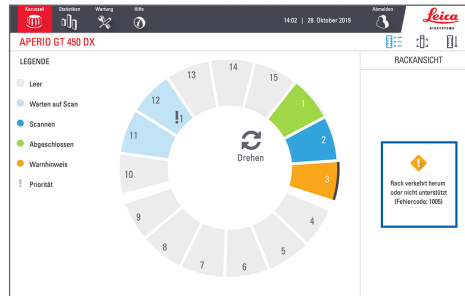 Karussell
Statistiken
Wartung
Hilfe
14:02 | 28. Oktober 2019
Abmelden
Leica
BIOSYSTEMS
APERIO GT 450 DX
RACKANSICHT
LEGENDE
Leer
Warten auf Scan
Scannen
Abgeschlossen
Warnhinweis
! Priorität
1
2
3
4
5
6
7
8
9
10
11
12
!1
13
14
15
Drehen
Rack verkehrt herum
oder nicht unterstützt
(Fehlercode: 1005)